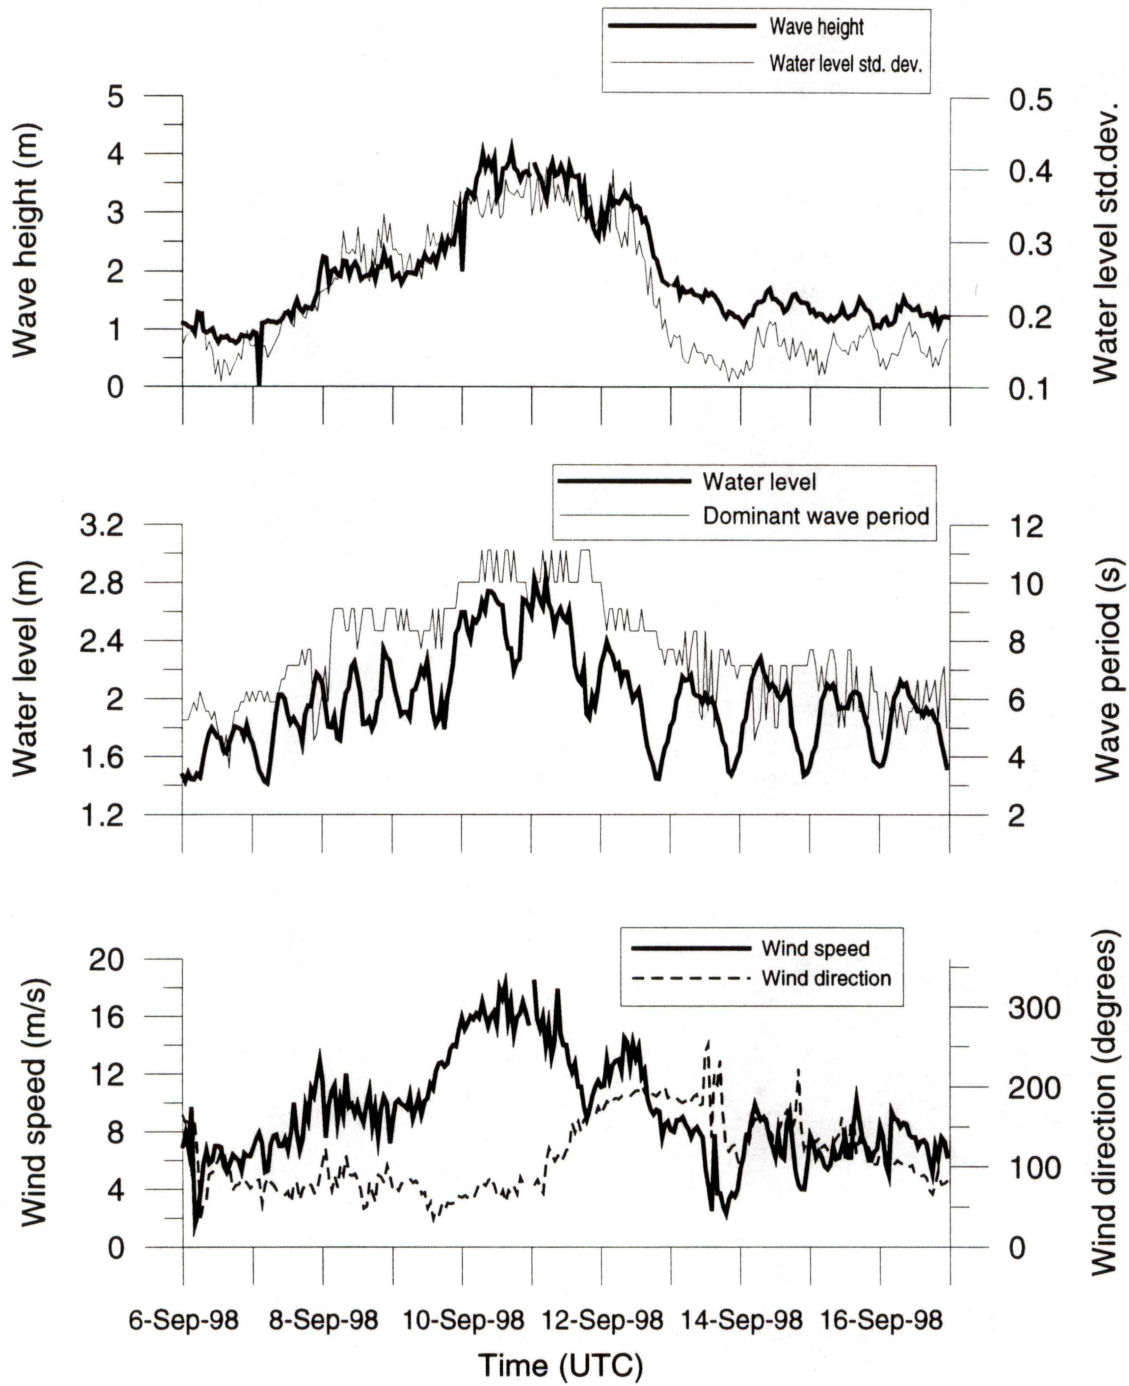 Wave height
Water level std. dev.
5
4
3
2
1
0
Wave height (m)
0.5
0.4
0.3
0.2
0.1
Water level std.dev.
Water level
Dominant wave period
3.2
2.8
2.4
2
1.6
1.2
Water level (m)
12
10
8
6
4
2
Wave period (s)
Wind speed
Wind direction
20
16
12
8
4
0
Wind speed (m/s)
300
200
100
0
Wind direction (degrees)
6-Sep-98 8-Sep-98 10-Sep-98 12-Sep-98 14-Sep-98 16-Sep-98
Time (UTC)